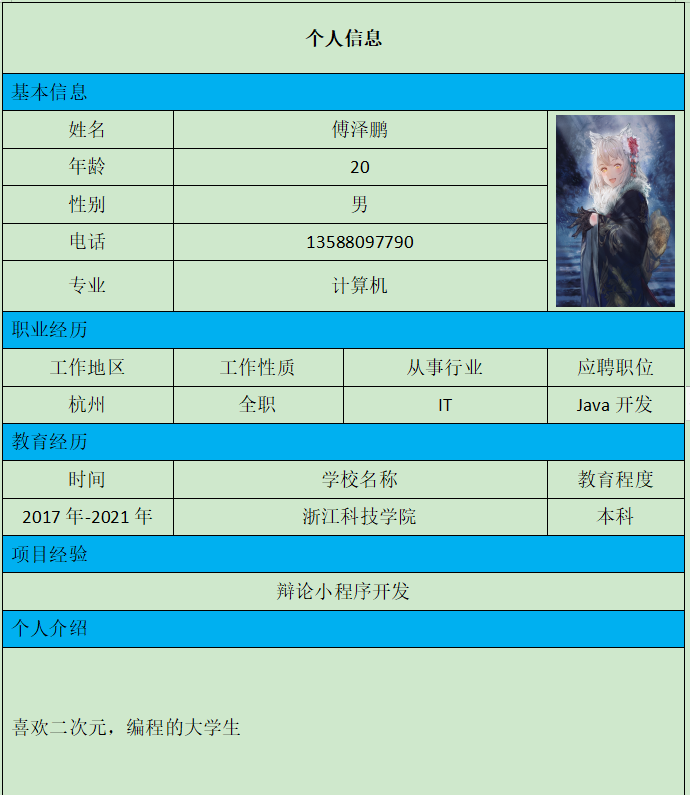 个人信息
基本信息
姓名 傅泽鹏
年龄 20
性别 男
电话 13588097790
专业 计算机
职业经历
工作地区 工作性质 从事行业 应聘职位
杭州 全职 IT Java 开发
教育经历
时间 学校名称 教育程度
2017 年-2021 年 浙江科技学院 本科
项目经验
辩论小程序开发
个人介绍
喜欢二次元，编程的大学生